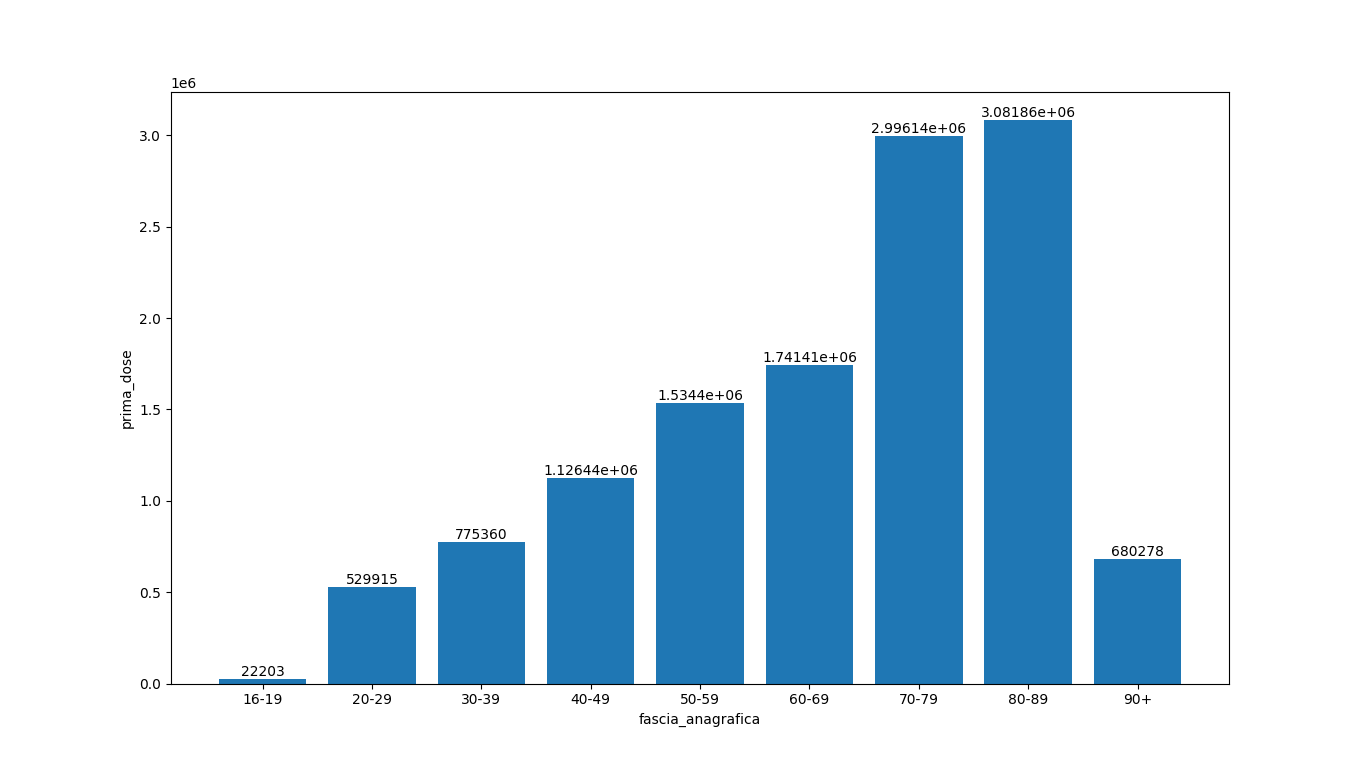 1e6
3.08186e+06
3.0
2.99614e+06
2.5
2.0
1.74141e+06
1.5344e+06
1.5
1.12644e+06
1.0
775360
680278
529915
0.5
22203
0.0
prima_dose
16-19 20-29 30-39 40-49 50-59 60-69 70-79 80-89 90+
fascia_anagrafica